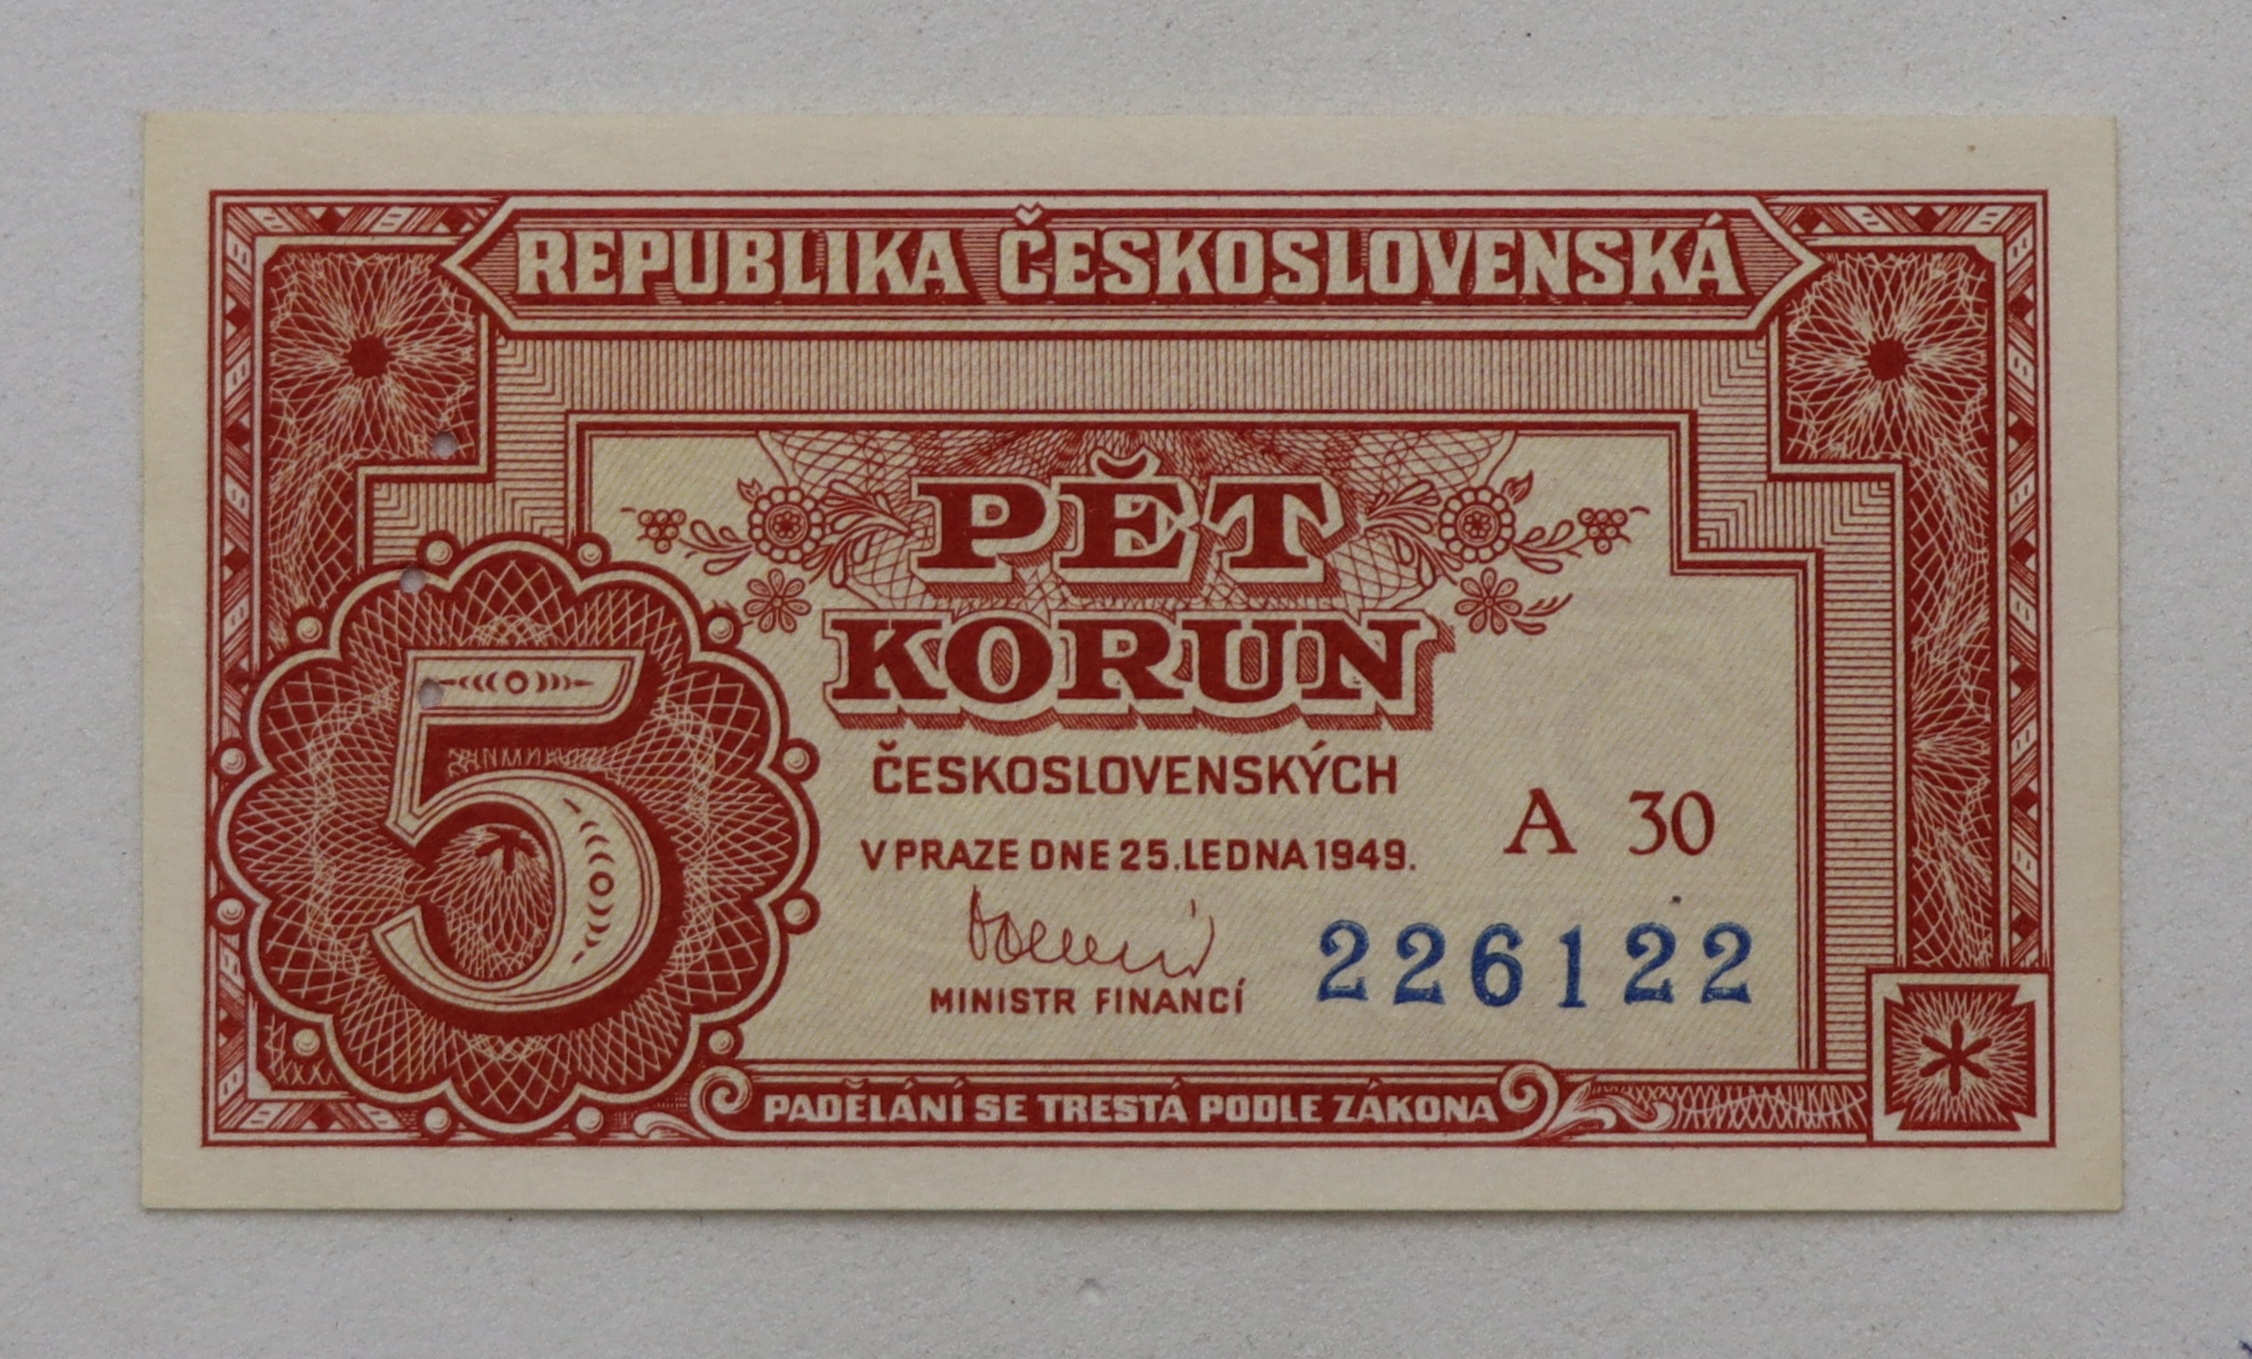 REPUBLIKA ČESKOSLOVENSKÁ
PĚT
KORUN
5
ČESKOSLOVENSKÝCH
A 30
V PRAZE DNE 25. LEDNA 1949.
226122
MINISTR FINANCÍ
PADĚLÁNÍ SE TRESTÁ PODLE ZÁKONA